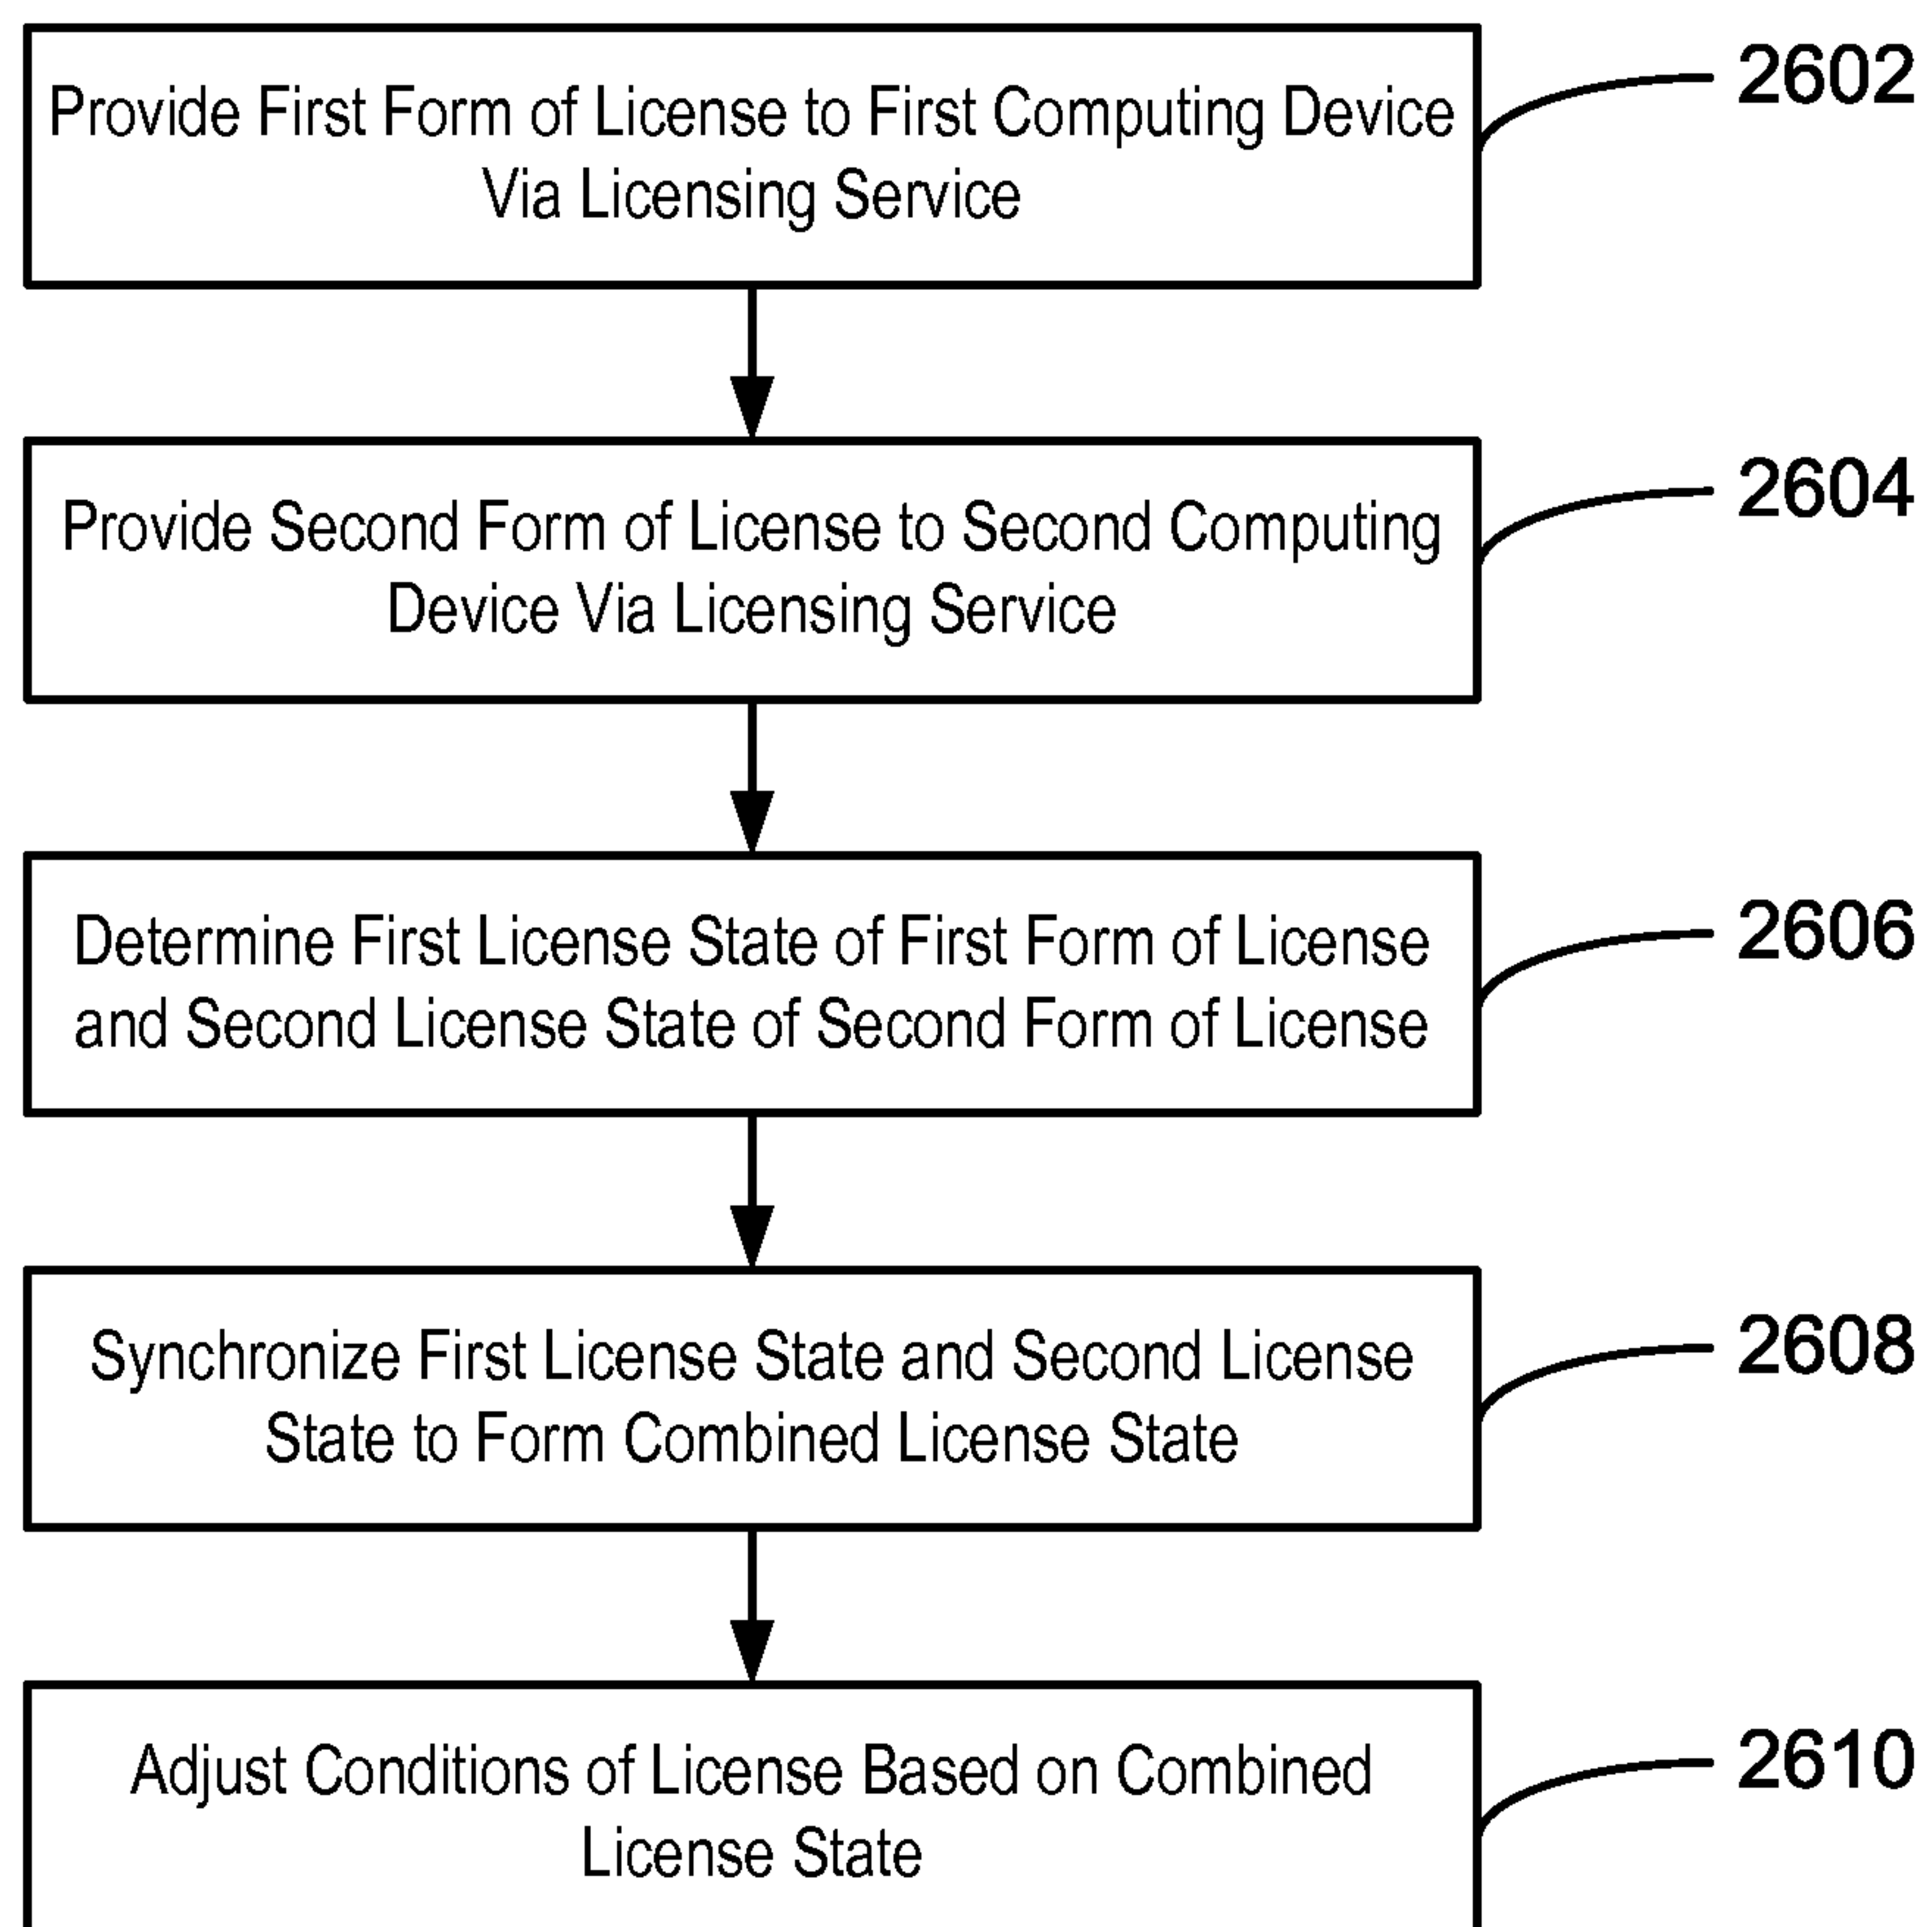 Provide First Form of License to First Computing Device
Via Licensing Service
2602
Provide Second Form of License to Second Computing
Device Via Licensing Service
2604
Determine First License State of First Form of License
and Second License State of Second Form of License
2606
Synchronize First License State and Second License
State to Form Combined License State
2608
Adjust Conditions of License Based on Combined
License State
2610